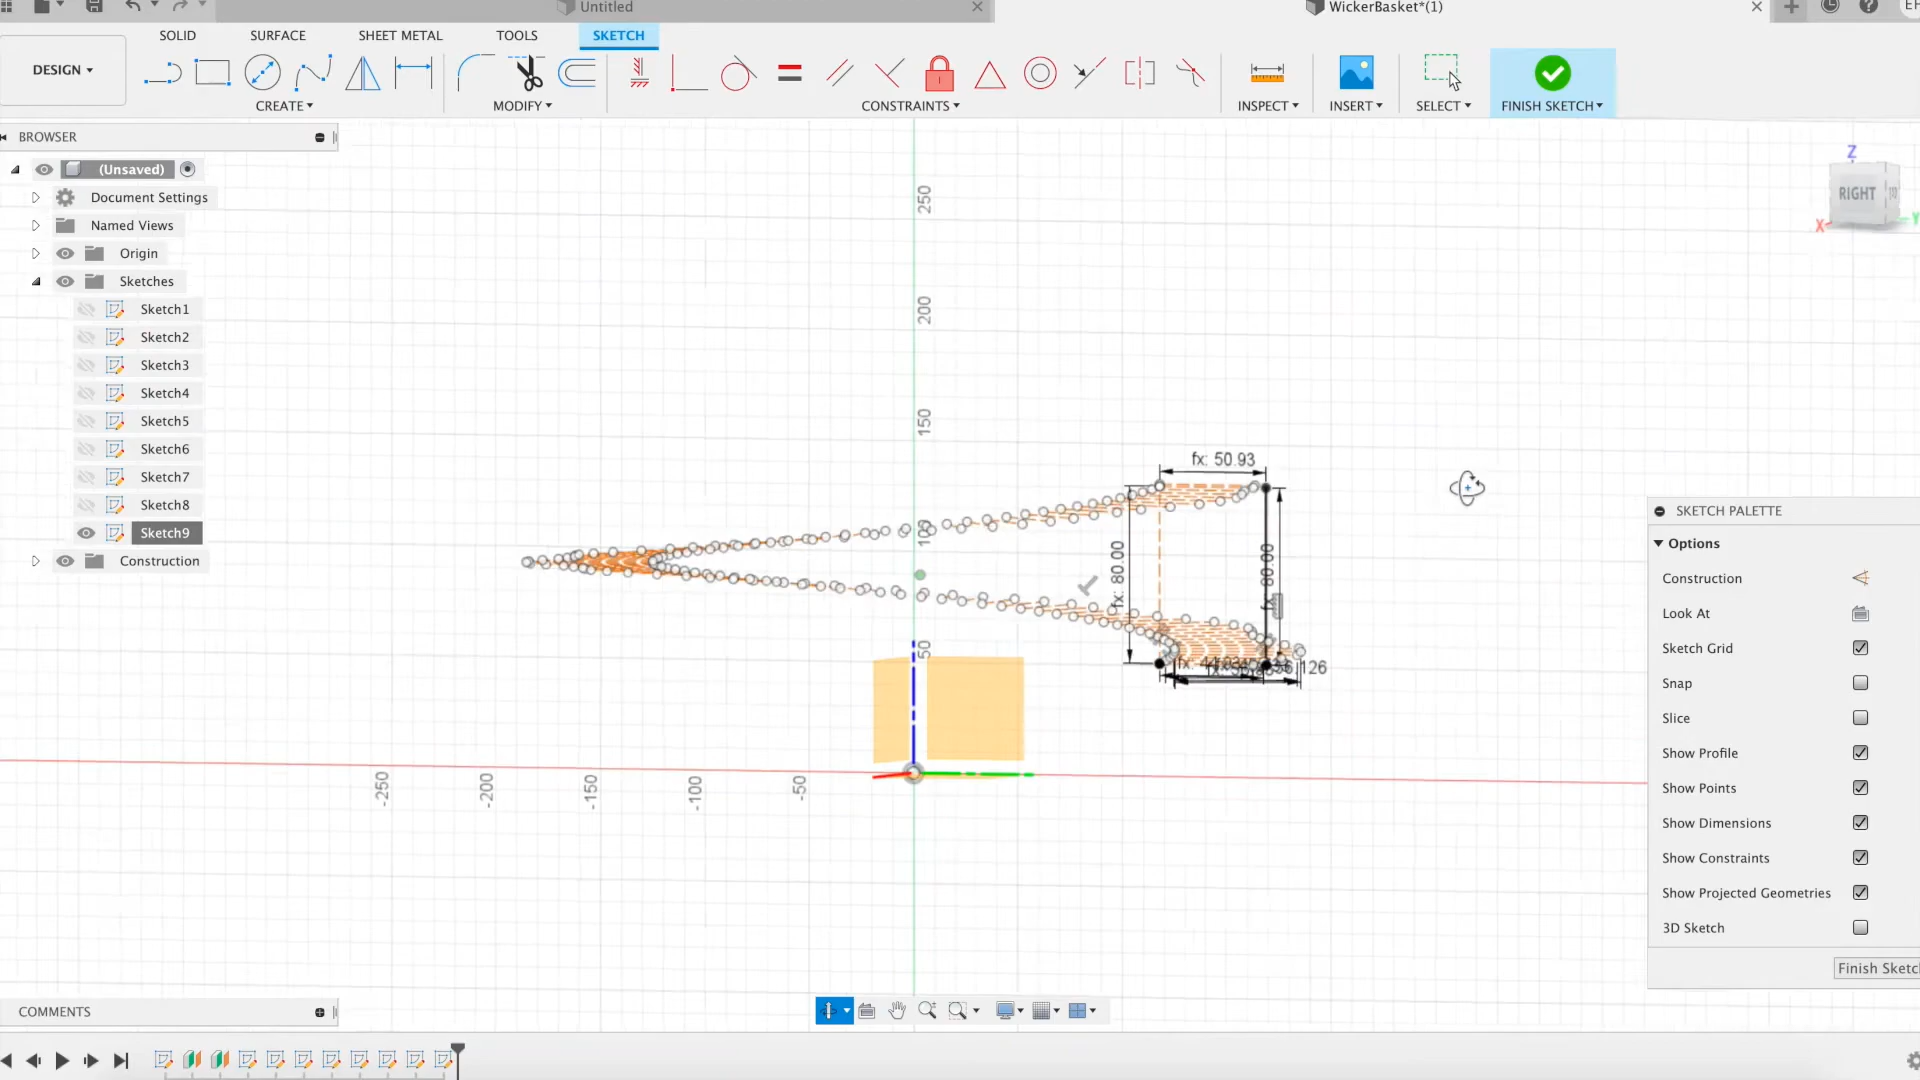 Untitled
WickerBasket*(1)
SOLID SURFACE SHEET METAL TOOLS SKETCH
DESIGN
CREATE MODIFY CONSTRAINTS INSPECT INSERT SELECT FINISH SKETCH
BROWSER
(Unsaved)
Document Settings
Named Views
Origin
Sketches
Sketch1
Sketch2
Sketch3
Sketch4
Sketch5
Sketch6
Sketch7
Sketch8
Sketch9
Construction
250
200
150
100
50
-250
-200
-150
-100
-50
fx: 50.93
fx: 80.00
fx: 80.00
126
Z
RIGHT
X
Y
SKETCH PALETTE
Options
Construction
Look At
Sketch Grid
Snap
Slice
Show Profile
Show Points
Show Dimensions
Show Constraints
Show Projected Geometries
3D Sketch
Finish Sketc
COMMENTS